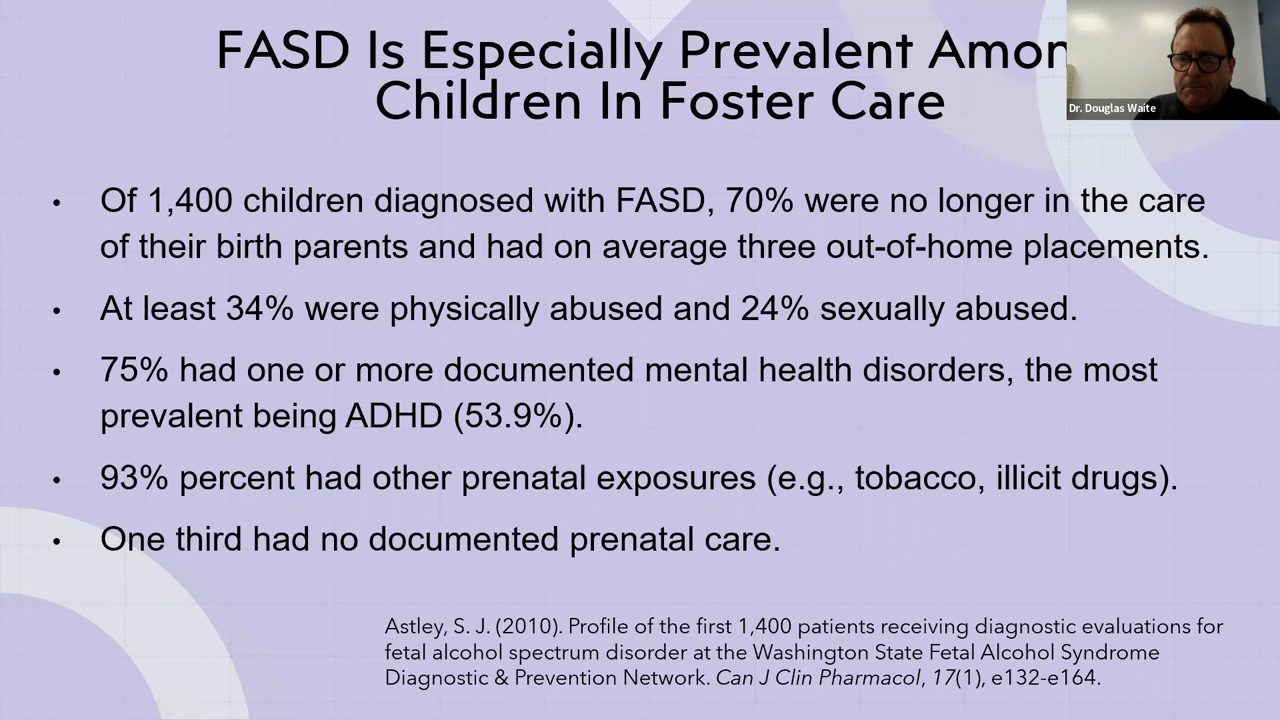 FASD Is Especially Prevalent Amon
Children In Foster Care
Dr. Douglas Waite
• Of 1,400 children diagnosed with FASD, 70% were no longer in the care
of their birth parents and had on average three out-of-home placements.
• At least 34% were physically abused and 24% sexually abused.
• 75% had one or more documented mental health disorders, the most
prevalent being ADHD (53.9%).
• 93% percent had other prenatal exposures (e.g., tobacco, illicit drugs).
• One third had no documented prenatal care.
Astley, S. J. (2010). Profile of the first 1,400 patients receiving diagnostic evaluations for
fetal alcohol spectrum disorder at the Washington State Fetal Alcohol Syndrome
Diagnostic & Prevention Network. Can J Clin Pharmacol, 17(1), e132-e164.